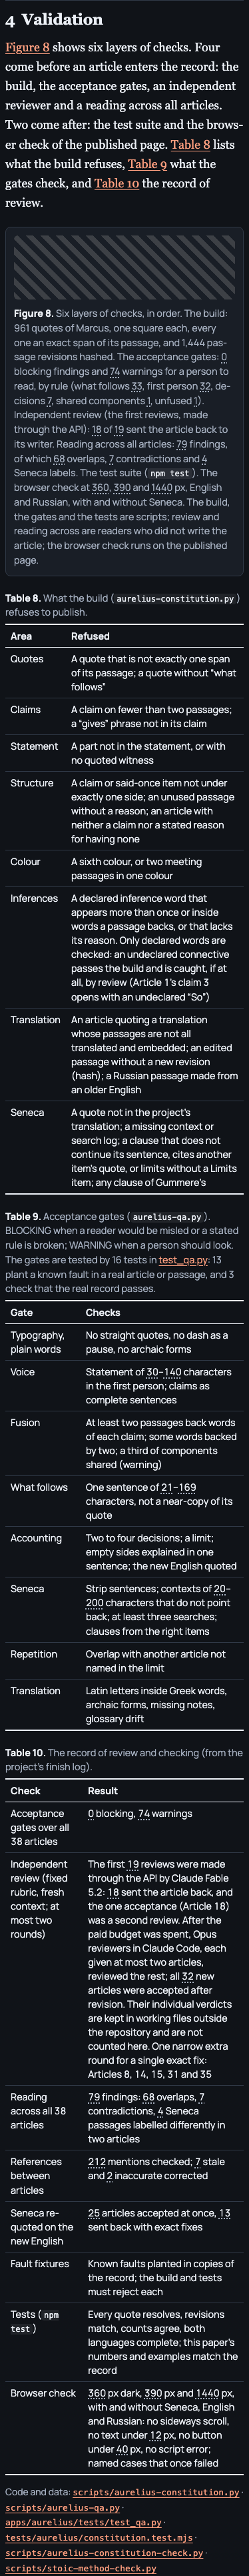 4 Validation
Figure 8 shows six layers of checks. Four
come before an article enters the record: the
build, the acceptance gates, an independent
reviewer and a reading across all articles.
Two come after: the test suite and the brows-
er check of the published page. Table 8 lists
what the build refuses, Table 9 what the
gates check, and Table 10 the record of
review.
Figure 8. Six layers of checks, in order. The build:
961 quotes of Marcus, one square each, every
one an exact span of its passage, and 1,444 pas-
sage revisions hashed. The acceptance gates: 0
blocking findings and 74 warnings for a person to
read, by rule (what follows 33, first person 32, de-
cisions 7, shared components 1, unfused 1).
Independent review (the first reviews, made
through the API): 18 of 19 sent the article back to
its writer. Reading across all articles: 79 findings,
of which 68 overlaps, 7 contradictions and 4
Seneca labels. The test suite (npm test). The
browser check at 360, 390 and 1440 px, English
and Russian, with and without Seneca. The build,
the gates and the tests are scripts; review and
reading across are readers who did not write the
article; the browser check runs on the published
page.
Table 8. What the build (aurelius-constitution.py)
refuses to publish.
Area Refused
Quotes A quote that is not exactly one span
of its passage; a quote without “what
follows”
Claims A claim on fewer than two passages;
a “gives” phrase not in its claim
Statement A part not in the statement, or with
no quoted witness
Structure A claim or said-once item not under
exactly one side; an unused passage
without a reason; an article with
neither a claim nor a stated reason
for having none
Colour A sixth colour, or two meeting
passages in one colour
Inferences A declared inference word that
appears more than once or inside
words a passage backs, or that lacks
its reason. Only declared words are
checked: an undeclared connective
passes the build and is caught, if at
all, by review (Article 1’s claim 3
opens with an undeclared “So”)
Translation An article quoting a translation
whose passages are not all
translated and embedded; an edited
passage without a new revision
(hash); a Russian passage made from
an older English
Seneca A quote not in the project’s
translation; a missing context or
search log; a clause that does not
continue its sentence, cites another
item’s quote, or limits without a Limits
item; any clause of Gummere’s
Table 9. Acceptance gates (aurelius-qa.py).
BLOCKING when a reader would be misled or a stated
rule is broken; WARNING when a person should look.
The gates are tested by 16 tests in test_qa.py: 13
plant a known fault in a real article or passage, and 3
check that the real record passes.
Gate Checks
Typography, No straight quotes, no dash as a
plain words pause, no archaic forms
Voice Statement of 30–140 characters
in the first person; claims as
complete sentences
Fusion At least two passages back words
of each claim; some words backed
by two; a third of components
shared (warning)
What follows One sentence of 21–169
characters, not a near-copy of its
quote
Accounting Two to four decisions; a limit;
empty sides explained in one
sentence; the new English quoted
Seneca Strip sentences; contexts of 20–
200 characters that do not point
back; at least three searches;
clauses from the right items
Repetition Overlap with another article not
named in the limit
Translation Latin letters inside Greek words,
archaic forms, missing notes,
glossary drift
Table 10. The record of review and checking (from the
project’s finish log).
Check Result
Acceptance 0 blocking, 74 warnings
gates over all
38 articles
Independent The first 19 reviews were made
review (fixed through the API by Claude Fable
rubric, fresh 5.2: 18 sent the article back, and
context; at the one acceptance (Article 18)
most two was a second review. After the
rounds) paid budget was spent, Opus
reviewers in Claude Code, each
given at most two articles,
reviewed the rest; all 32 new
articles were accepted after
revision. Their individual verdicts
are kept in working files outside
the repository and are not
counted here. One narrow extra
round for a single exact fix:
Articles 8, 14, 15, 31 and 35
Reading 79 findings: 68 overlaps, 7
across all 38 contradictions, 4 Seneca
articles passages labelled differently in
two articles
References 212 mentions checked; 7 stale
between and 2 inaccurate corrected
articles
Seneca re- 25 articles accepted at once, 13
quoted on the sent back with exact fixes
new English
Fault fixtures Known faults planted in copies of
the record; the build and tests
must reject each
Tests (npm Every quote resolves, revisions
test) match, counts agree, both
languages complete; this paper’s
numbers and examples match the
record
Browser check 360 px dark, 390 px and 1440 px,
with and without Seneca, English
and Russian: no sideways scroll,
no text under 12 px, no button
under 40 px, no script error;
named cases that once failed
Code and data: scripts/aurelius-constitution.py ·
scripts/aurelius-qa.py ·
apps/aurelius/tests/test_qa.py ·
tests/aurelius/constitution.test.mjs ·
scripts/aurelius-constitution-check.py ·
scripts/stoic-method-check.py